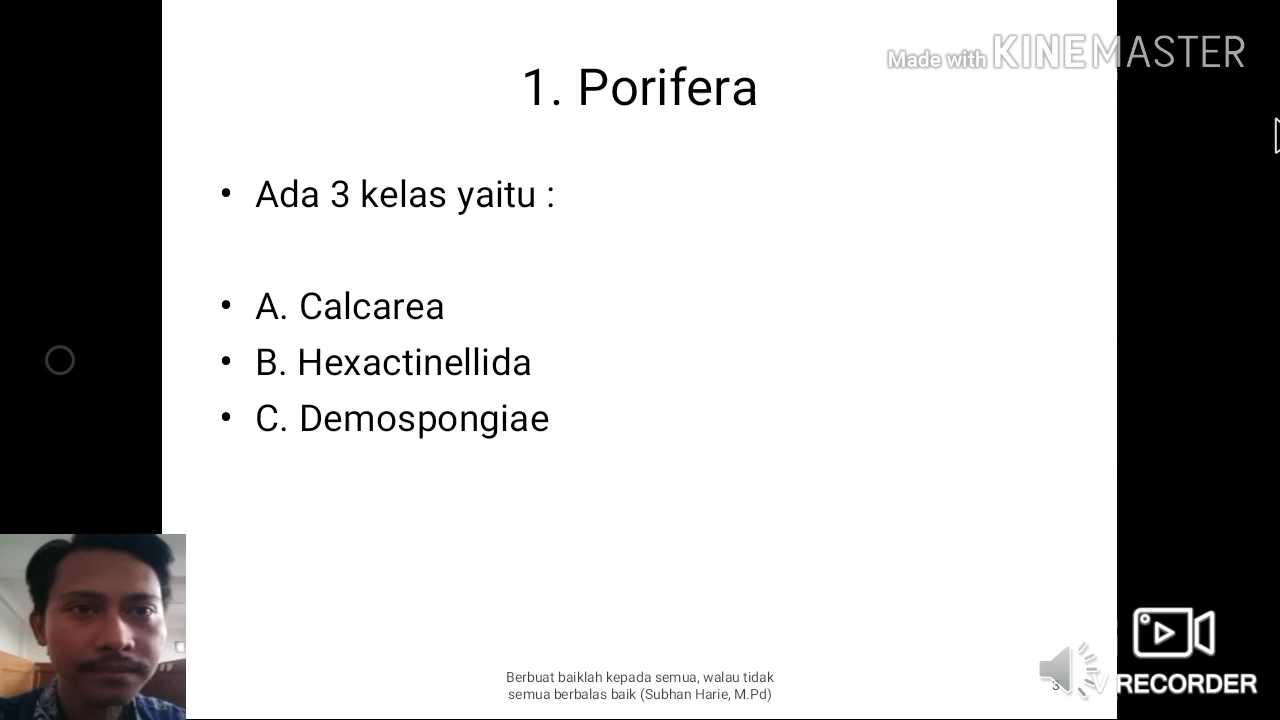 Made with KINEMASTER
1. Porifera
• Ada 3 kelas yaitu :
• A. Calcarea
• B. Hexactinellida
• C. Demospongiae
Berbuat baiklah kepada semua, walau tidak
semua berbalas baik (Subhan Harie, M.Pd)
3
V RECORDER